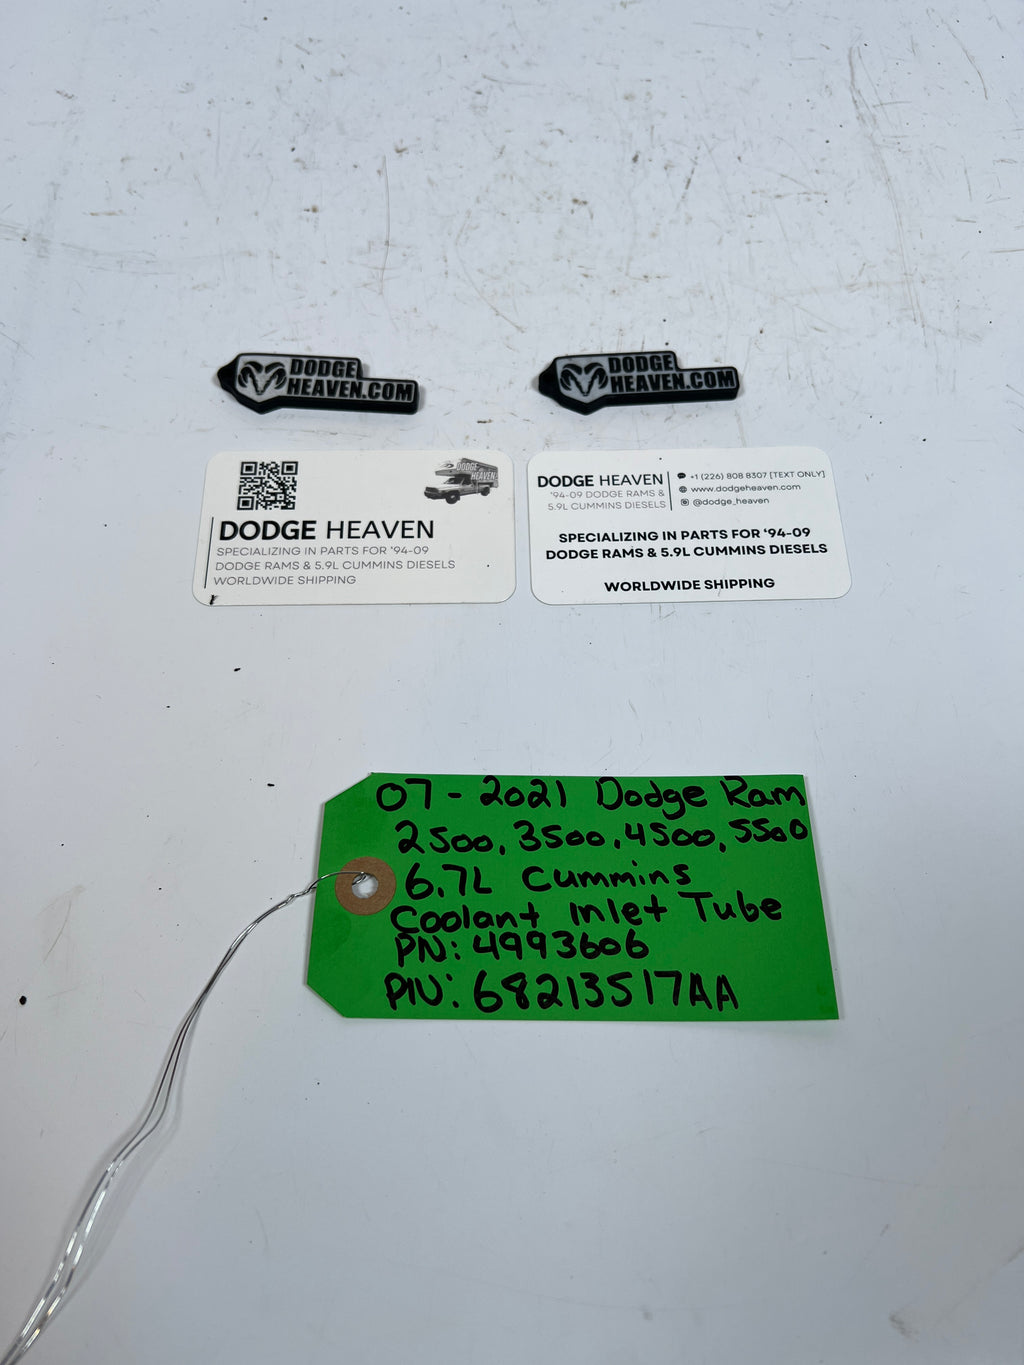 DODGE
HEAVEN.COM
DODGE
HEAVEN.COM
DODGE
HEAVEN
DODGE HEAVEN
SPECIALIZING IN PARTS FOR '94-09
DODGE RAMS & 5.9L CUMMINS DIESELS
WORLDWIDE SHIPPING
DODGE HEAVEN
'94-09 DODGE RAMS &
5.9L CUMMINS DIESELS
+1 (226) 808 8307 [TEXT ONLY]
www.dodgeheaven.com
@dodge_heaven
SPECIALIZING IN PARTS FOR '94-09
DODGE RAMS & 5.9L CUMMINS DIESELS
WORLDWIDE SHIPPING
07-2021 Dodge Ram
2500, 3500, 4500, 5500
6.7L Cummins
Coolant Inlet Tube
PN: 4993606
PN: 68213517AA